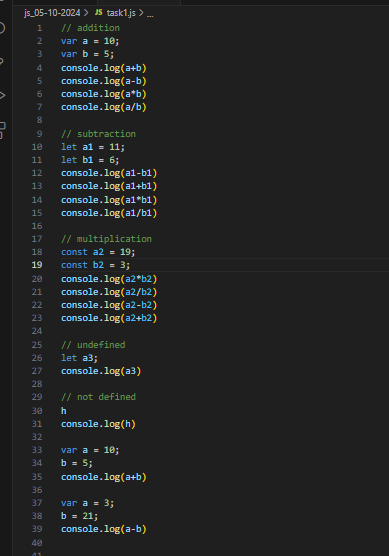 js_05-10-2024 > JS task1.js > ...
1 // addition
2 var a = 10;
3 var b = 5;
4 console.log(a+b)
5 console.log(a-b)
6 console.log(a*b)
7 console.log(a/b)
8
9 // subtraction
10 let a1 = 11;
11 let b1 = 6;
12 console.log(a1-b1)
13 console.log(a1+b1)
14 console.log(a1*b1)
15 console.log(a1/b1)
16
17 // multiplication
18 const a2 = 19;
19 const b2 = 3;
20 console.log(a2*b2)
21 console.log(a2/b2)
22 console.log(a2-b2)
23 console.log(a2+b2)
24
25 // undefined
26 let a3;
27 console.log(a3)
28
29 // not defined
30 h
31 console.log(h)
32
33 var a = 10;
34 b = 5;
35 console.log(a+b)
36
37 var a = 3;
38 b = 21;
39 console.log(a-b)
40
41